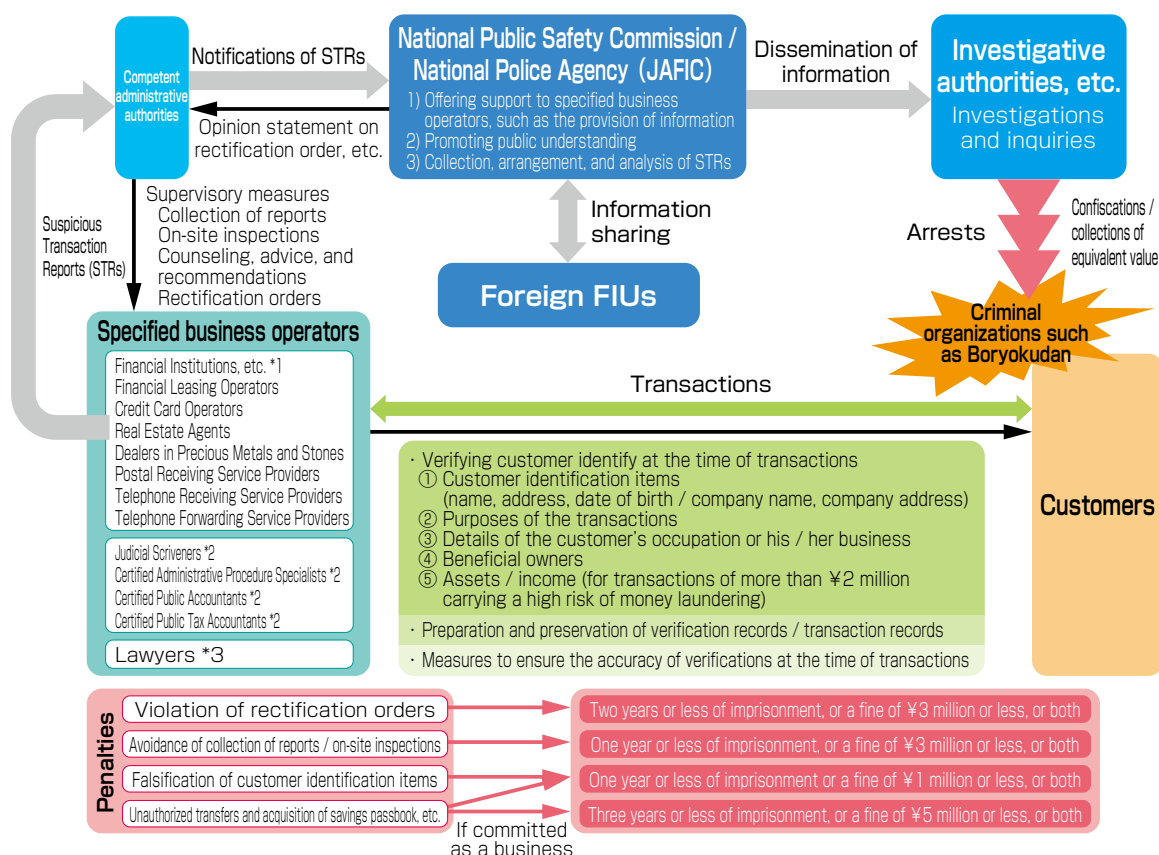 Competent
administrative
authorities
Notifications of STRs
Opinion statement on
rectification order, etc.
National Public Safety Commission /
National Police Agency (JAFIC)
1) Offering support to specified business
operators, such as the provision of information
2) Promoting public understanding
3) Collection, arrangement, and analysis of STRs
Dissemination of
information
Investigative
authorities, etc.
Investigations
and inquiries
Suspicious
Transaction
Reports (STRs)
Supervisory measures
Collection of reports
On-site inspections
Counseling, advice, and
recommendations
Rectification orders
Information
sharing
Foreign FIUs
Arrests
Confiscations /
collections of
equivalent value
Criminal
organizations such
as Boryokudan
Specified business operators
Financial Institutions, etc. *1
Financial Leasing Operators
Credit Card Operators
Real Estate Agents
Dealers in Precious Metals and Stones
Postal Receiving Service Providers
Telephone Receiving Service Providers
Telephone Forwarding Service Providers
Judicial Scriveners *2
Certified Administrative Procedure Specialists *2
Certified Public Accountants *2
Certified Public Tax Accountants *2
Lawyers *3
Transactions
・Verifying customer identify at the time of transactions
① Customer identification items
(name, address, date of birth / company name, company address)
② Purposes of the transactions
③ Details of the customer's occupation or his / her business
④ Beneficial owners
⑤ Assets / income (for transactions of more than ¥2 million
carrying a high risk of money laundering)
・Preparation and preservation of verification records / transaction records
・Measures to ensure the accuracy of verifications at the time of transactions
Customers
Penalties
Violation of rectification orders
Two years or less of imprisonment, or a fine of ¥3 million or less, or both
Avoidance of collection of reports / on-site inspections
One year or less of imprisonment, or a fine of ¥3 million or less, or both
Falsification of customer identification items
One year or less of imprisonment or a fine of ¥1 million or less, or both
Unauthorized transfers and acquisition of savings passbook, etc.
Three years or less of imprisonment, or a fine of ¥5 million or less, or both
If committed
as a business